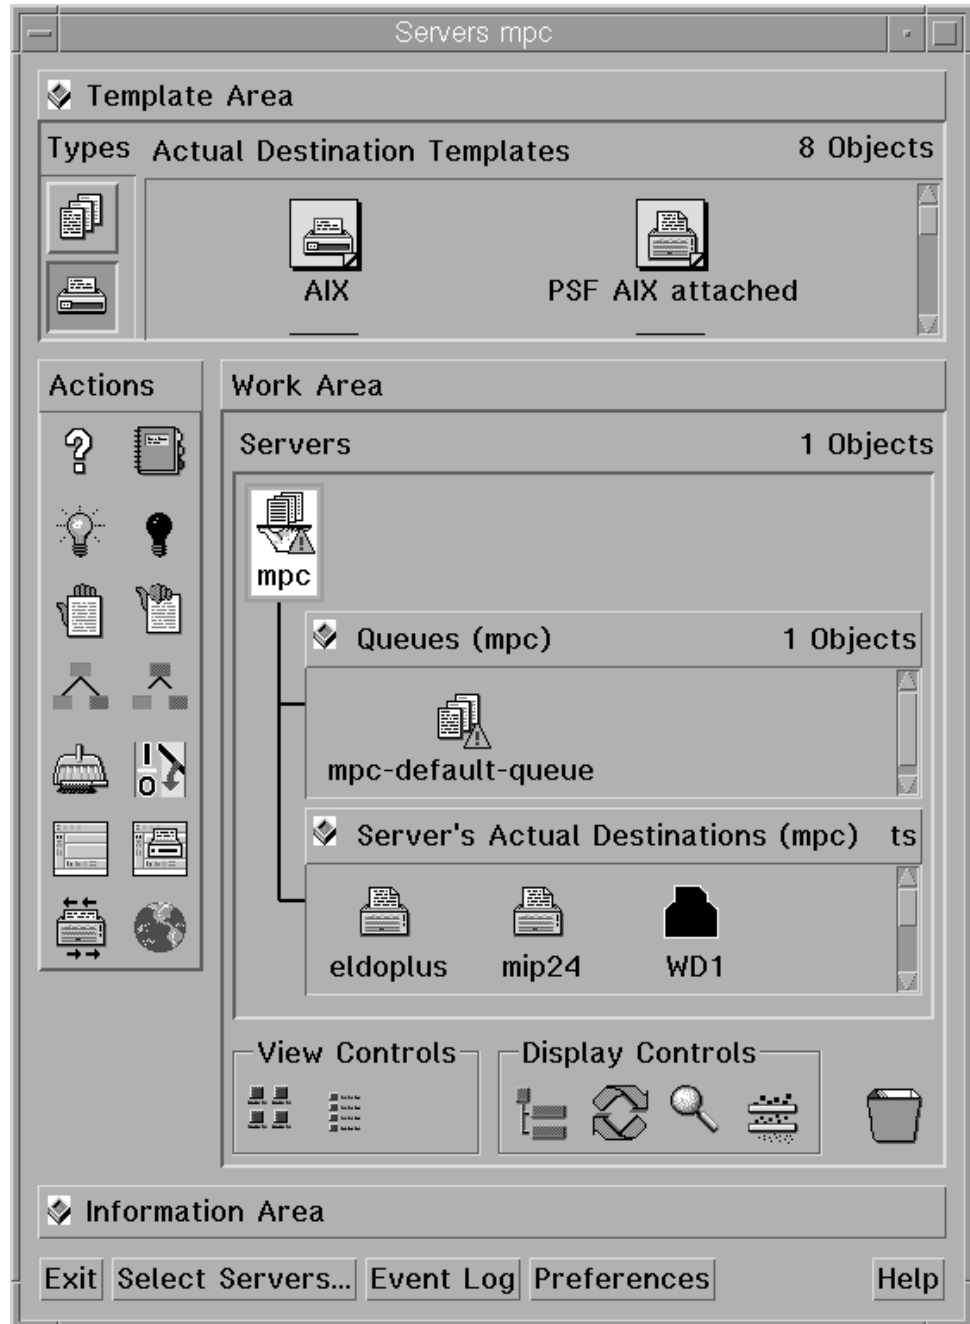 Servers mpc
Template Area
Types Actual Destination Templates 8 Objects
AIX PSF AIX attached
Actions Work Area
Servers 1 Objects
mpc
Queues (mpc) 1 Objects
mpc-default-queue
Server's Actual Destinations (mpc) ts
eldoplus mip24 WD1
View Controls Display Controls
Information Area
Exit Select Servers... Event Log Preferences Help